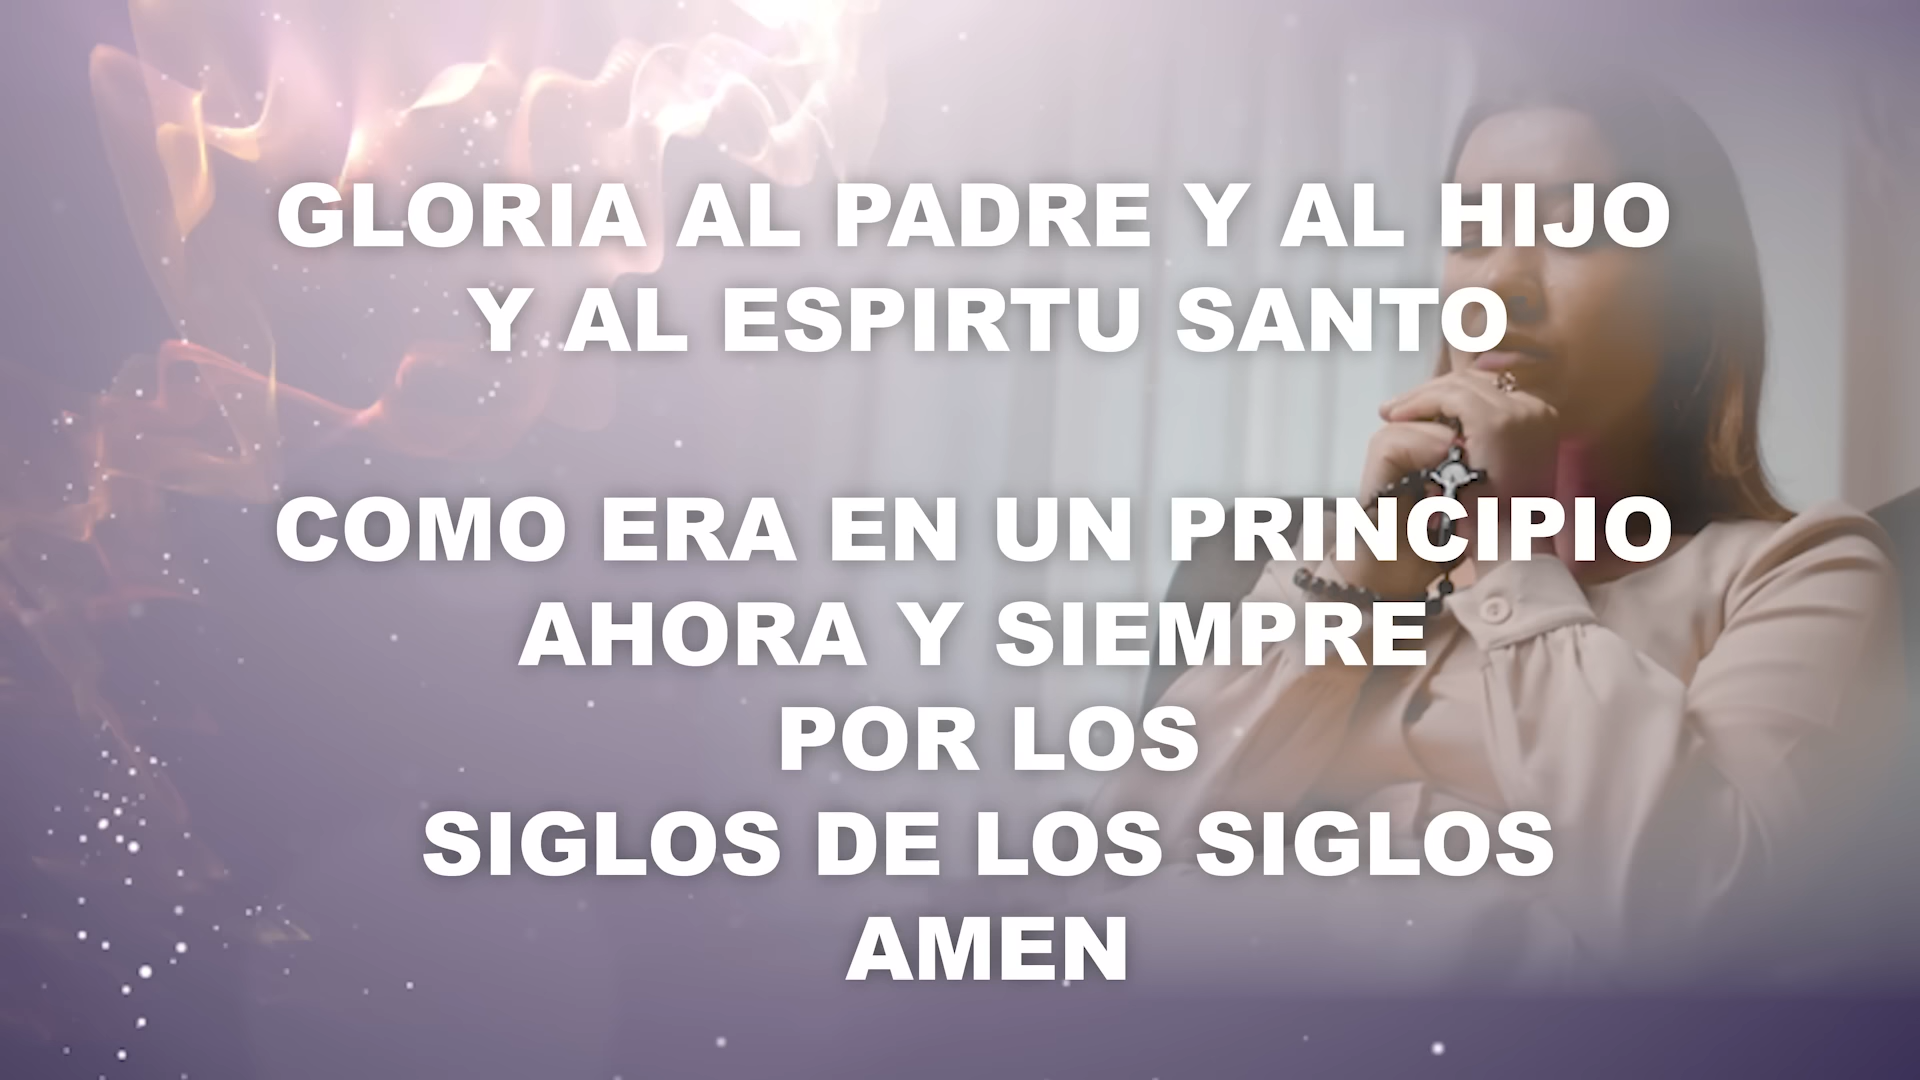 GLORIA AL PADRE Y AL HIJO
Y AL ESPIRTU SANTO
COMO ERA EN UN PRINCIPIO
AHORA Y SIEMPRE
POR LOS
SIGLOS DE LOS SIGLOS
AMEN